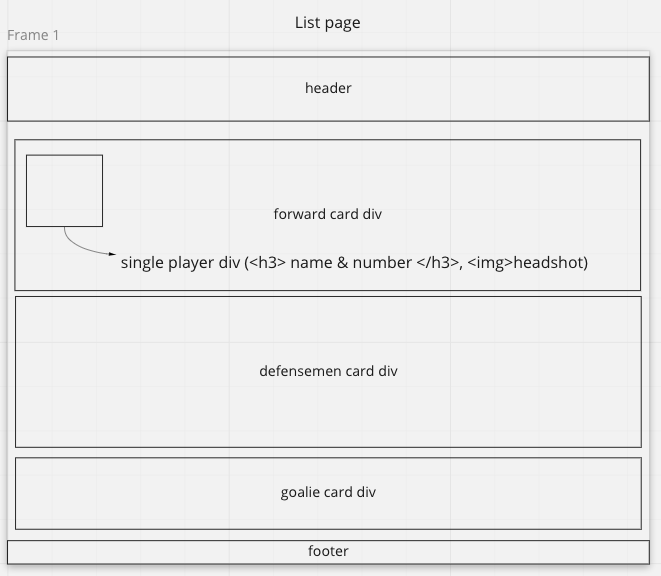 List page
Frame 1
header
forward card div
single player div (<h3> name & number </h3>, <img>headshot)
defensemen card div
goalie card div
footer